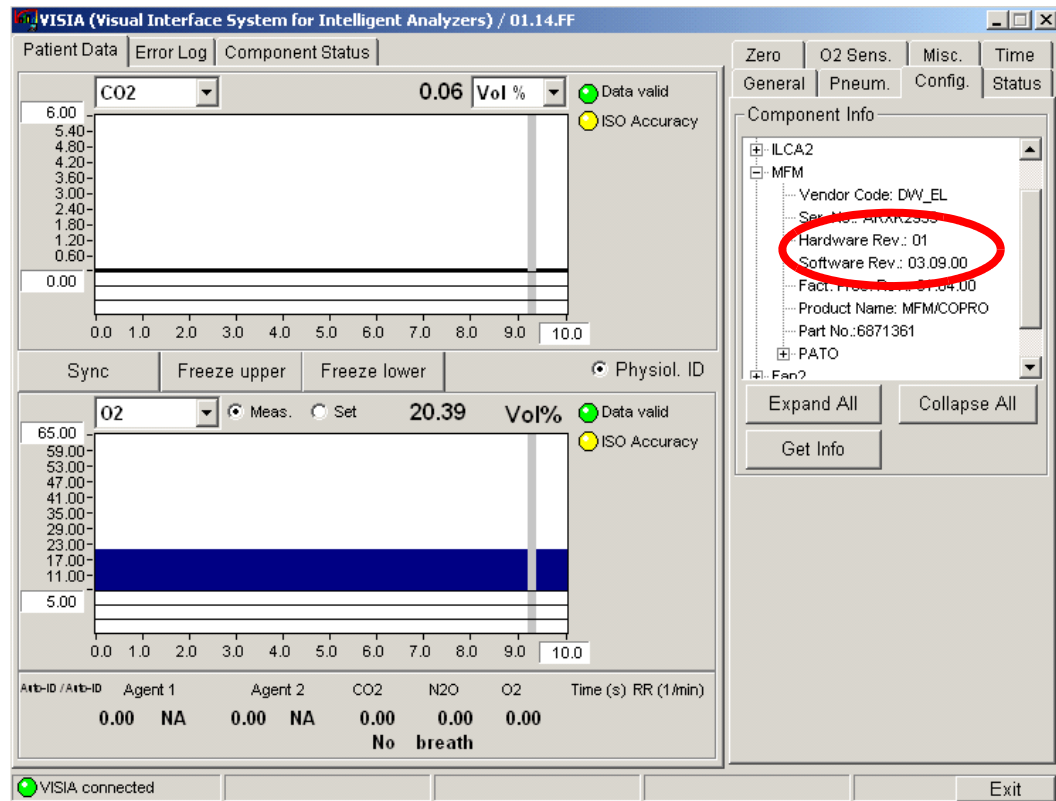 VISIA (Visual Interface System for Intelligent Analyzers) / 01.14.FF
Patient Data Error Log Component Status
CO2 0.06 Vol % Data valid
ISO Accuracy
6.00
5.40
4.80
4.20
3.60
3.00
2.40
1.80
1.20
0.60
0.00
0.0 1.0 2.0 3.0 4.0 5.0 6.0 7.0 8.0 9.0 10.0
Sync Freeze upper Freeze lower Physiol. ID
O2 Meas. Set 20.39 Vol% Data valid
ISO Accuracy
65.00
59.00
53.00
47.00
41.00
35.00
29.00
23.00
17.00
11.00
5.00
0.0 1.0 2.0 3.0 4.0 5.0 6.0 7.0 8.0 9.0 10.0
Auto-ID / Auto-ID Agent 1 Agent 2 CO2 N2O O2 Time (s) RR (1/min)
0.00 NA 0.00 NA 0.00 0.00 0.00
No breath
Zero O2 Sens. Misc. Time
General Pneum. Config. Status
Component Info
ILCA2
MFM
Vendor Code: DW_EL
Ser. No.:
Hardware Rev.: 01
Software Rev.: 03.09.00
Fact. Rev.: 01.04.00
Product Name: MFM/COPRO
Part No.:6871361
PATO
Fan2
Expand All Collapse All
Get Info
VISIA connected Exit